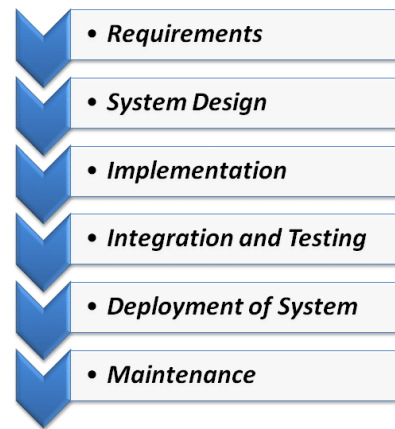 • Requirements
• System Design
• Implementation
• Integration and Testing
• Deployment of System
• Maintenance